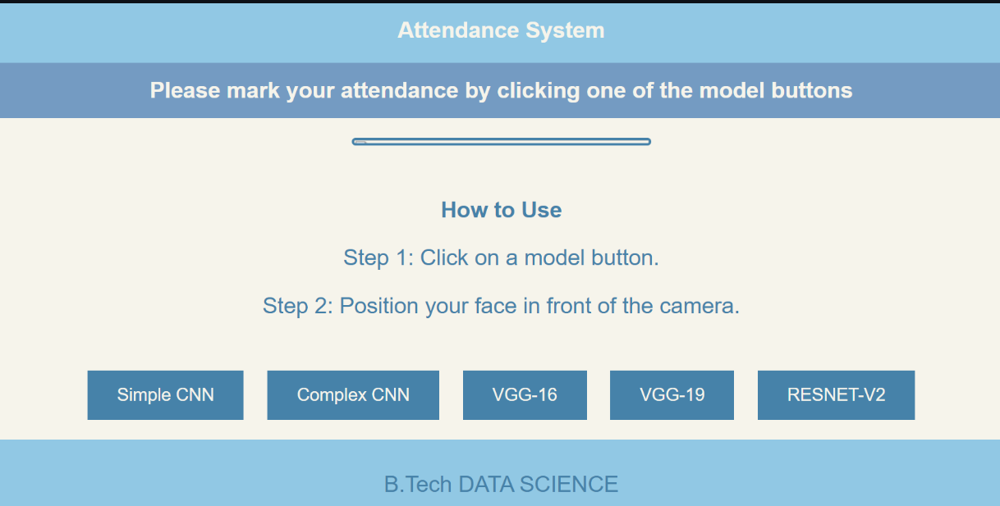 Attendance System
Please mark your attendance by clicking one of the model buttons
How to Use
Step 1: Click on a model button.
Step 2: Position your face in front of the camera.
Simple CNN Complex CNN VGG-16 VGG-19 RESNET-V2
B.Tech DATA SCIENCE